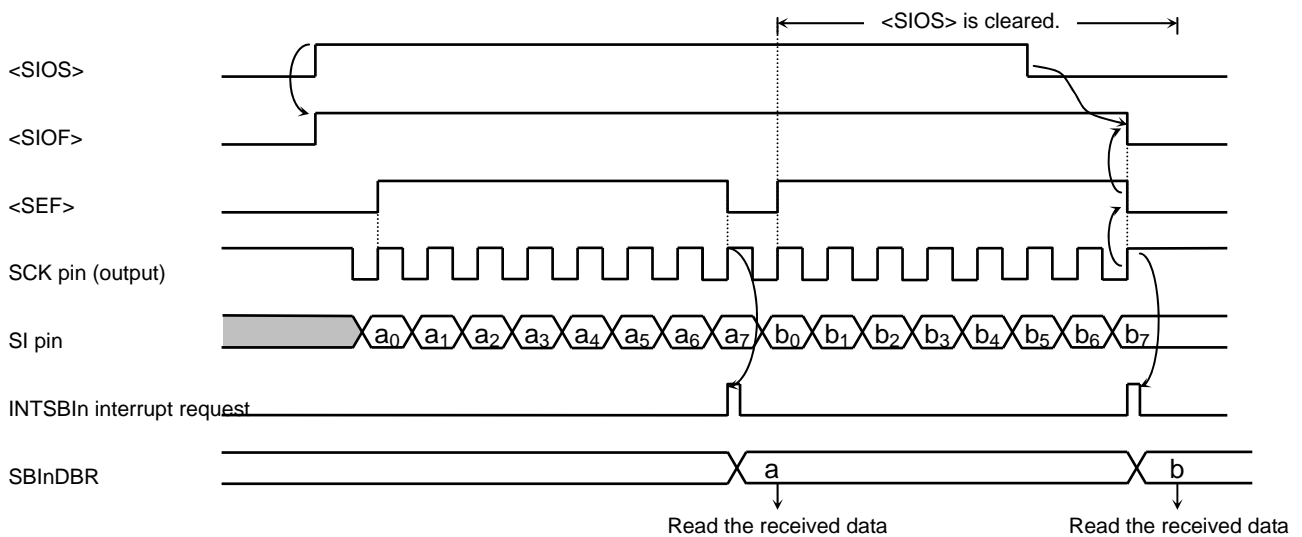 <SIOS> is cleared.
<SIOS>
<SIOF>
<SEF>
SCK pin (output)
SI pin
a0 a1 a2 a3 a4 a5 a6 a7 b0 b1 b2 b3 b4 b5 b6 b7
INTSBIn interrupt request
SBInDBR
a b
Read the received data Read the received data